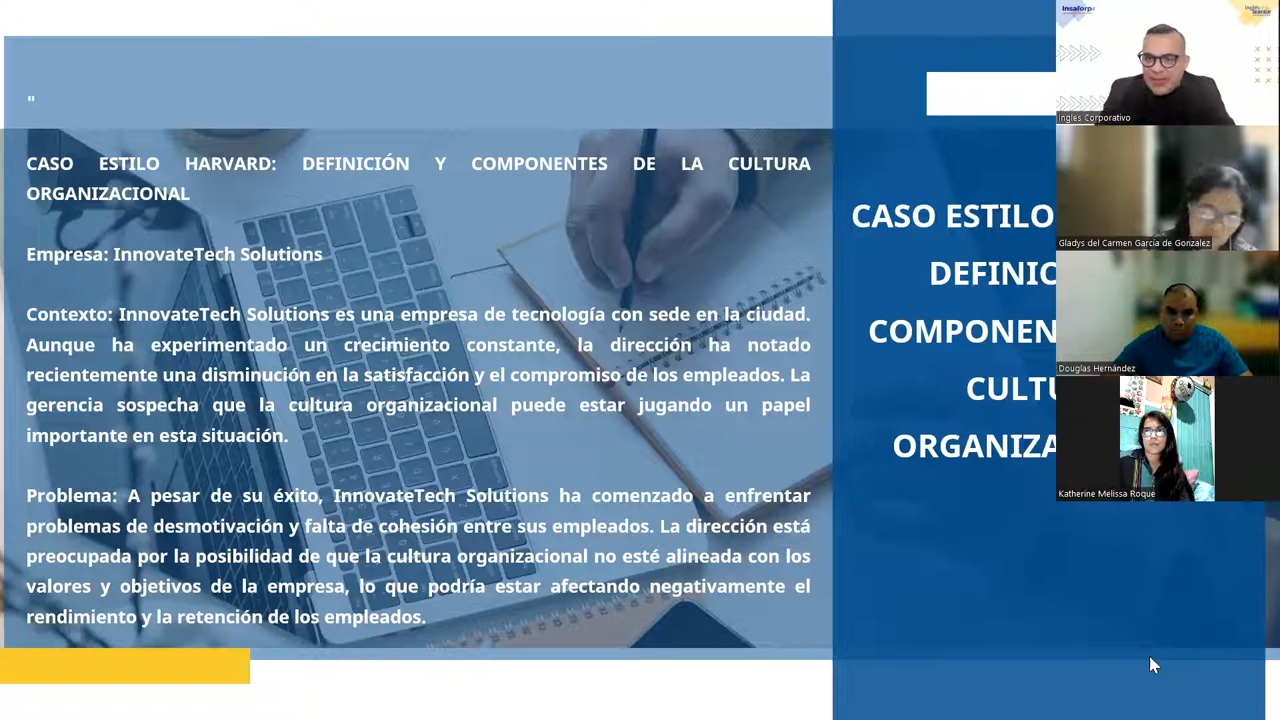 "
CASO ESTILO HARVARD: DEFINICIÓN Y COMPONENTES DE LA CULTURA
ORGANIZACIONAL
Empresa: InnovateTech Solutions
Contexto: InnovateTech Solutions es una empresa de tecnología con sede en la ciudad.
Aunque ha experimentado un crecimiento constante, la dirección ha notado
recientemente una disminución en la satisfacción y el compromiso de los empleados. La
gerencia sospecha que la cultura organizacional puede estar jugando un papel
importante en esta situación.
Problema: A pesar de su éxito, InnovateTech Solutions ha comenzado a enfrentar
problemas de desmotivación y falta de cohesión entre sus empleados. La dirección está
preocupada por la posibilidad de que la cultura organizacional no esté alineada con los
valores y objetivos de la empresa, lo que podría estar afectando negativamente el
rendimiento y la retención de los empleados.
CASO ESTILO
DEFINIC
COMPONEN
CULTU
ORGANIZA
Insaforp
Ingles Corporativo
Gladys del Carmen García de Gonzalez
Douglas Hernández
Katherine Melissa Roque